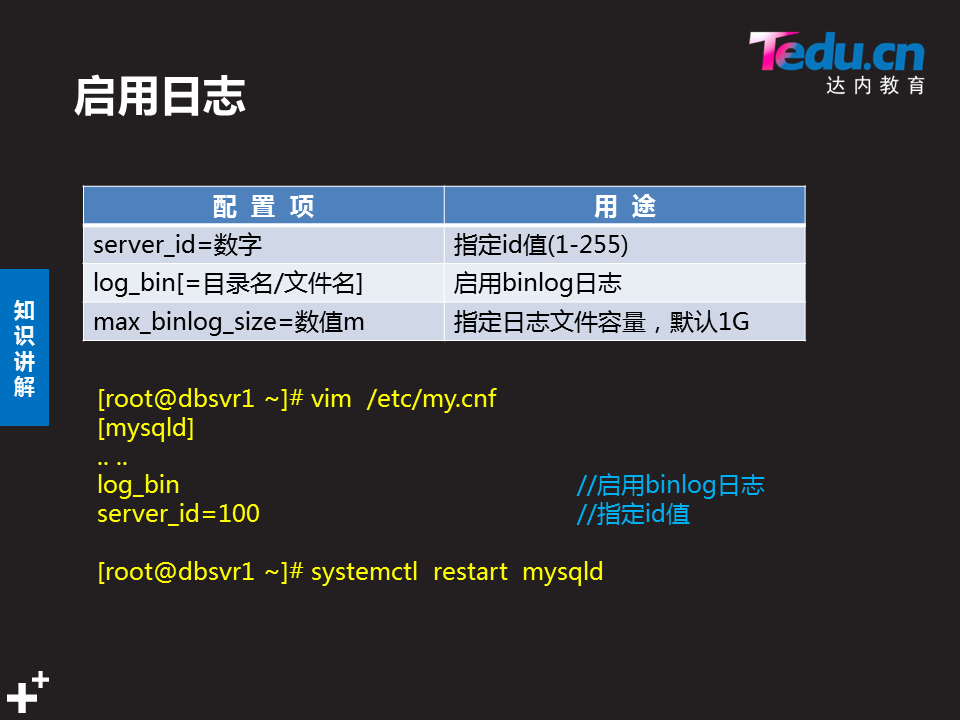 Tedu.cn
达内教育
启用日志
配 置 项 用 途
server_id=数字 指定id值(1-255)
log_bin[=目录名/文件名] 启用binlog日志
max_binlog_size=数值m 指定日志文件容量，默认1G
知识讲解
[root@dbsvr1 ~]# vim  /etc/my.cnf
[mysqld]
.. ..
log_bin //启用binlog日志
server_id=100 //指定id值
[root@dbsvr1 ~]# systemctl  restart  mysqld